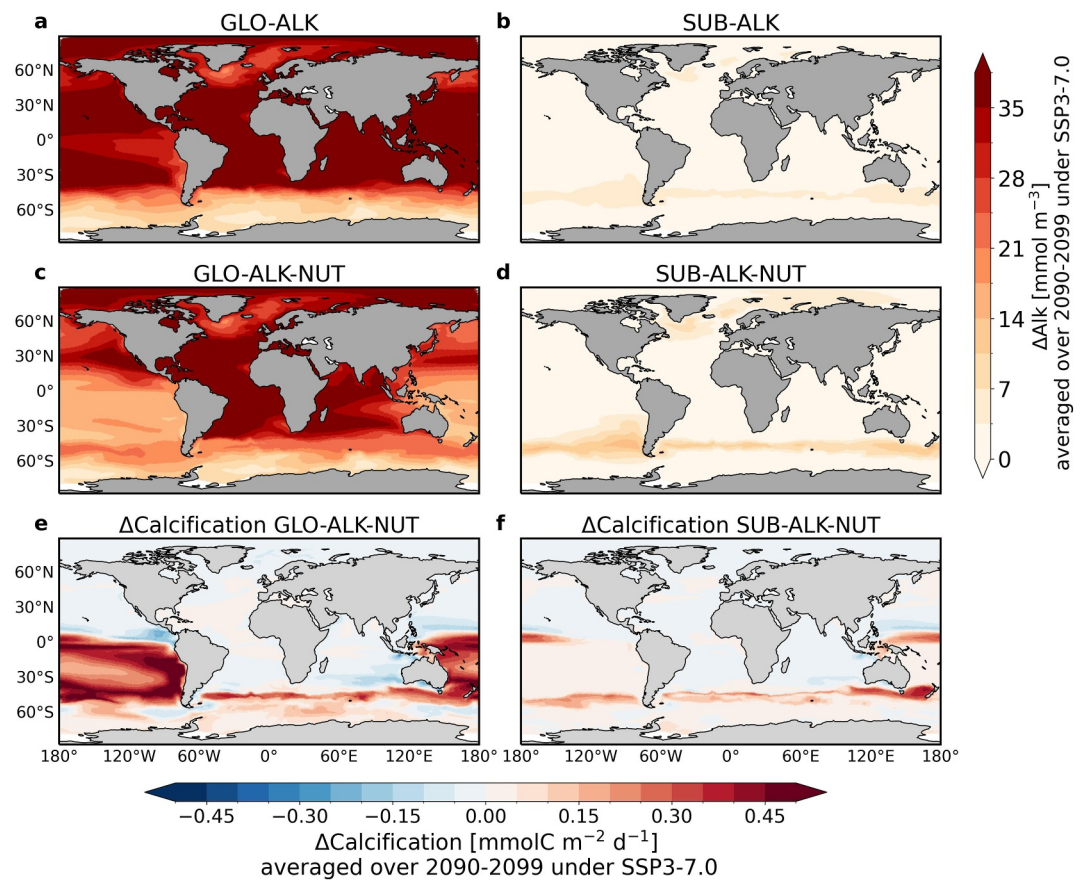 a GLO-ALK
b SUB-ALK
60°N
30°N
0°
30°S
60°S
c GLO-ALK-NUT
d SUB-ALK-NUT
60°N
30°N
0°
30°S
60°S
35
28
21
14
7
0
ΔAlk [mmol m⁻³]
averaged over 2090-2099 under SSP3-7.0
e ΔCalcification GLO-ALK-NUT
f ΔCalcification SUB-ALK-NUT
60°N
30°N
0°
30°S
60°S
180° 120°W 60°W 0° 60°E 120°E 180°
180° 120°W 60°W 0° 60°E 120°E 180°
−0.45 −0.30 −0.15 0.00 0.15 0.30 0.45
ΔCalcification [mmolC m⁻² d⁻¹]
averaged over 2090-2099 under SSP3-7.0